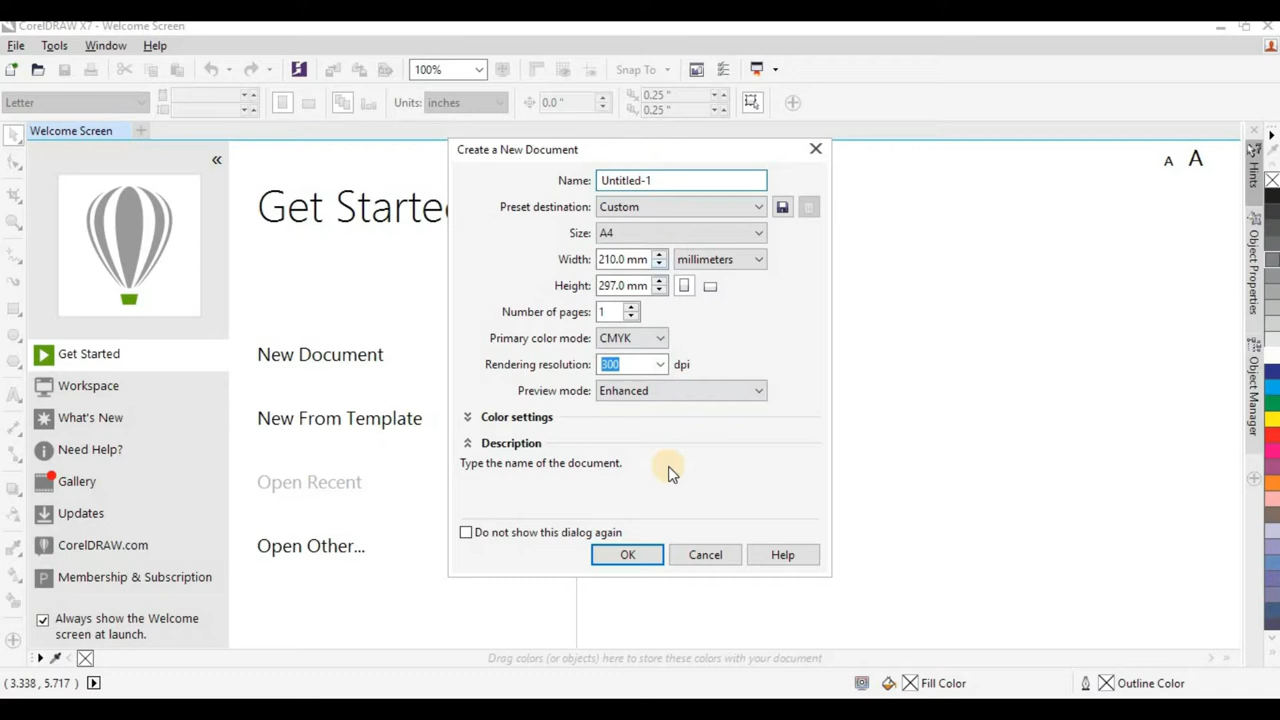 CorelDRAW X7 - Welcome Screen
File Tools Window Help
100% Snap To
Letter Units: inches 0.0 " 0.25 "
0.25 "
Welcome Screen
Create a New Document
Name: Untitled-1
Preset destination: Custom
Size: A4
Width: 210.0 mm millimeters
Height: 297.0 mm
Number of pages: 1
Primary color mode: CMYK
Rendering resolution: 300 dpi
Preview mode: Enhanced
Color settings
Description
Type the name of the document.
Do not show this dialog again
OK Cancel Help
«
Get Started
Get Started
Workspace
What's New
Need Help?
Gallery
Updates
CorelDRAW.com
Membership & Subscription
Always show the Welcome
screen at launch.
New Document
New From Template
Open Recent
Open Other...
A A
Hints
Object Properties
Object Manager
Drag colors (or objects) here to store these colors with your document
(3.338 , 5.717) Fill Color Outline Color